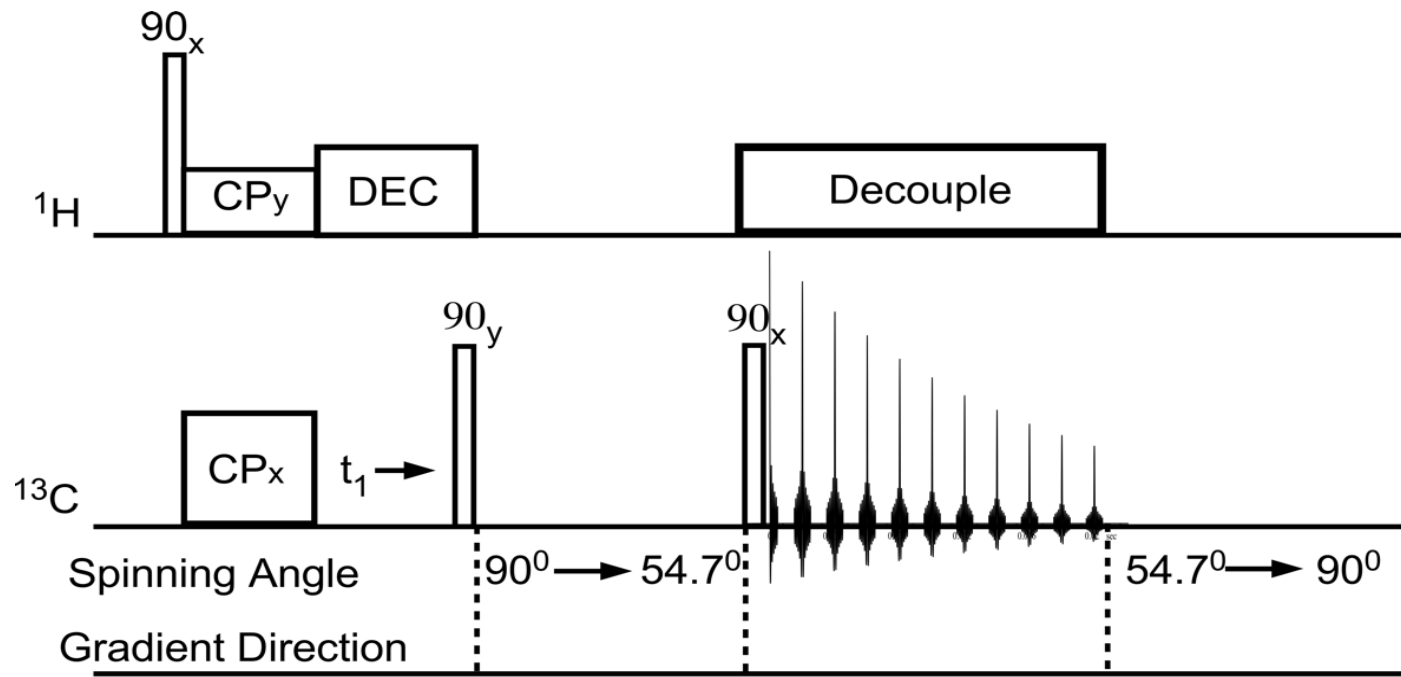 90x
1H
CPy
DEC
Decouple
90y
90x
13C
CPx
t1
Spinning Angle
90⁰
54.7⁰
54.7⁰
90⁰
Gradient Direction